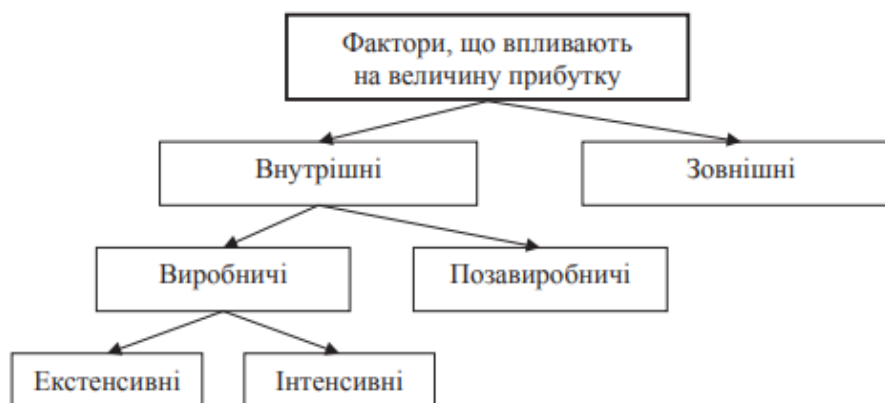 Фактори, що впливають
на величину прибутку
Внутрішні
Зовнішні
Виробничі
Позавиробничі
Екстенсивні
Інтенсивні